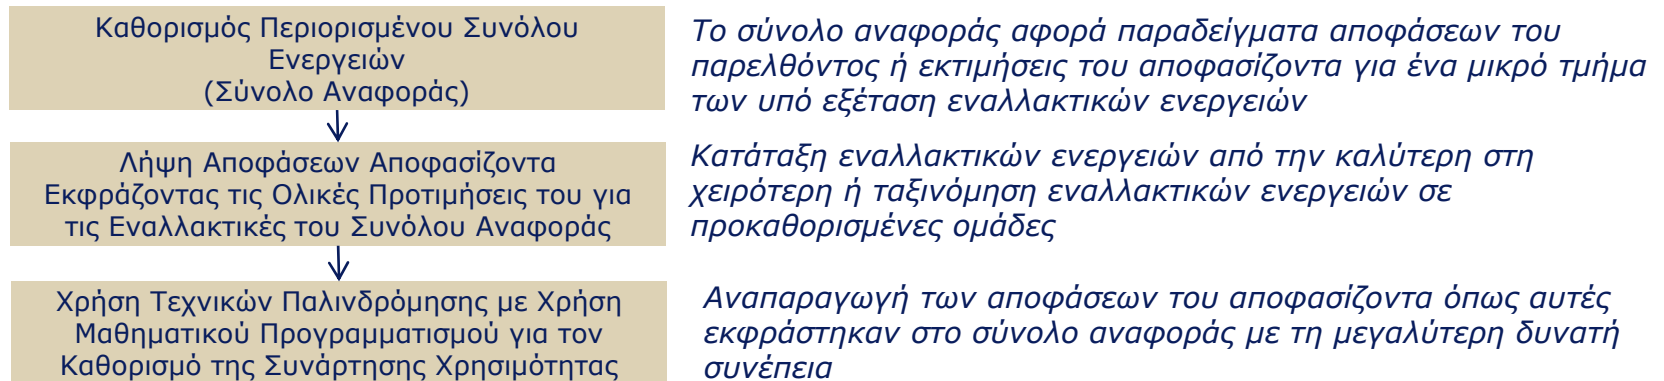 Καθορισμός Περιορισμένου Συνόλου
Ενεργειών
(Σύνολο Αναφοράς)
Το σύνολο αναφοράς αφορά παραδείγματα αποφάσεων του
παρελθόντος ή εκτιμήσεις του αποφασίζοντα για ένα μικρό τμήμα
των υπό εξέταση εναλλακτικών ενεργειών
Λήψη Αποφάσεων Αποφασίζοντα
Εκφράζοντας τις Ολικές Προτιμήσεις του για
τις Εναλλακτικές του Συνόλου Αναφοράς
Κατάταξη εναλλακτικών ενεργειών από την καλύτερη στη
χειρότερη ή ταξινόμηση εναλλακτικών ενεργειών σε
προκαθορισμένες ομάδες
Χρήση Τεχνικών Παλινδρόμησης με Χρήση
Μαθηματικού Προγραμματισμού για τον
Καθορισμό της Συνάρτησης Χρησιμότητας
Αναπαραγωγή των αποφάσεων του αποφασίζοντα όπως αυτές
εκφράστηκαν στο σύνολο αναφοράς με τη μεγαλύτερη δυνατή
συνέπεια